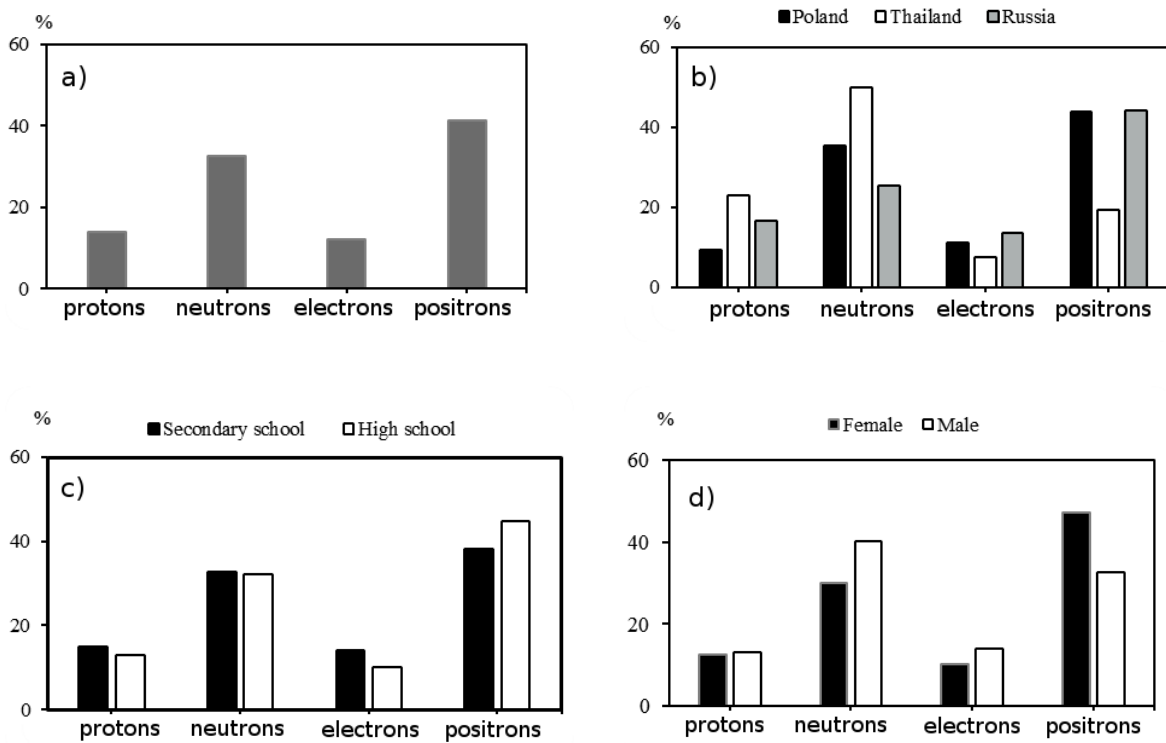 %
60
40
20
0
a)
protons neutrons electrons positrons
Poland Thailand Russia
%
60
40
20
0
b)
protons neutrons electrons positrons
Secondary school High school
%
60
40
20
0
c)
protons neutrons electrons positrons
Female Male
%
60
40
20
0
d)
protons neutrons electrons positrons